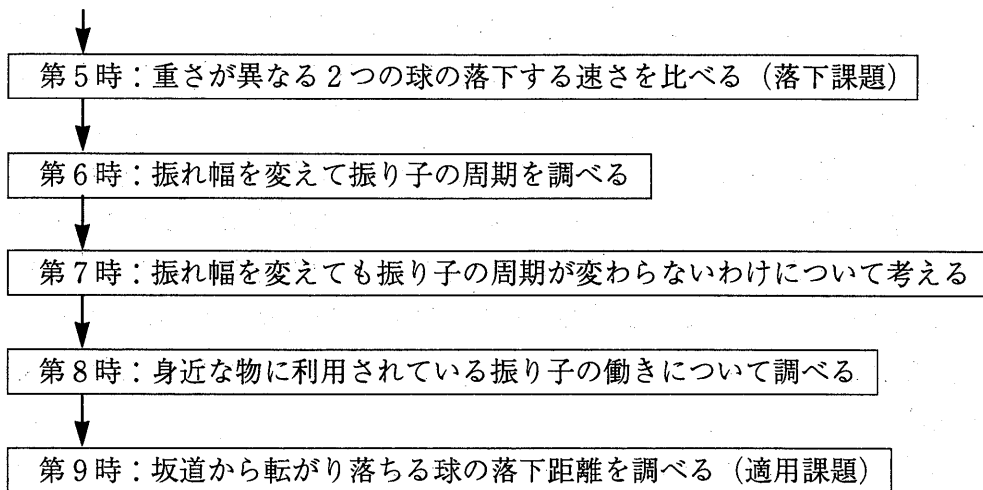 第5時：重さが異なる2つの球の落下する速さを比べる（落下課題）
第6時：振れ幅を変えて振り子の周期を調べる
第7時：振れ幅を変えても振り子の周期が変わらないわけについて考える
第8時：身近な物に利用されている振り子の働きについて調べる
第9時：坂道から転がり落ちる球の落下距離を調べる（適用課題）